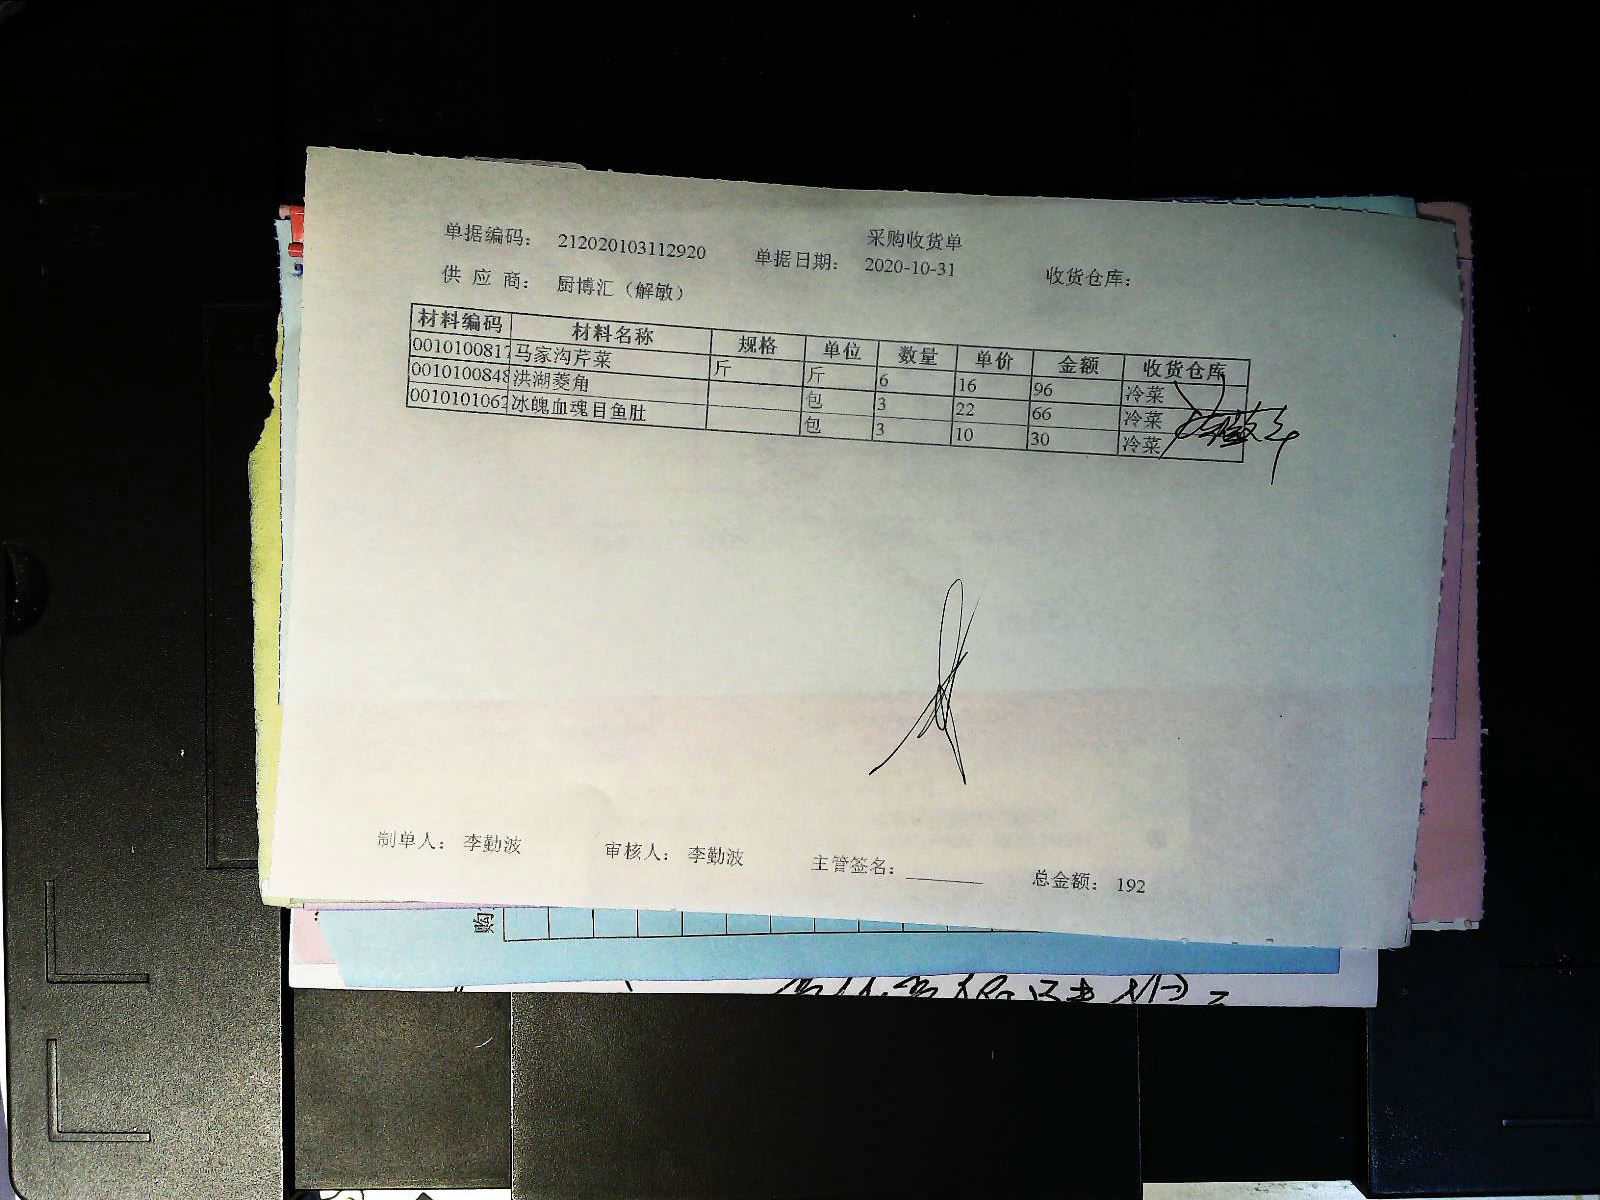 采购收货单
单据编码： 212020103112920 单据日期： 2020-10-31 收货仓库：
供 应 商： 厨博汇（解敏）
材料编码 材料名称 规格 单位 数量 单价 金额 收货仓库
0010100817 马家沟芹菜 斤 斤 6 16 96 冷菜
0010100848 洪湖菱角 包 3 22 66 冷菜
0010101062 冰魄血魂目鱼肚 包 3 10 30 冷菜
制单人： 李勤波 审核人： 李勤波 主管签名：________ 总金额： 192
购